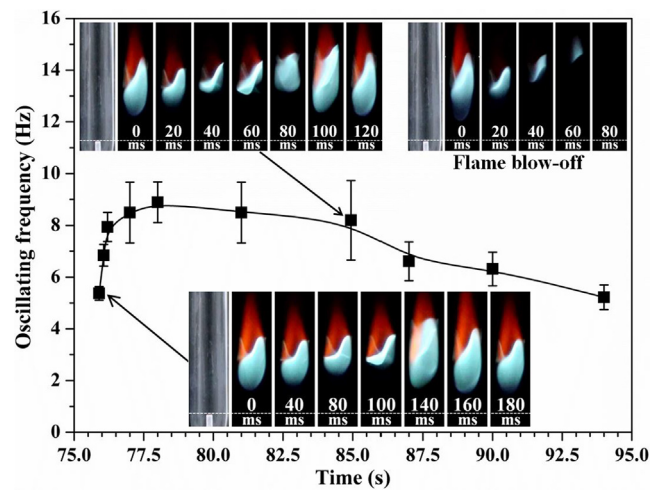 16
14
12
10
8
6
4
2
0
Oscillating frequency (Hz)
0 20 40 60 80 100 120
ms ms ms ms ms ms ms
0 20 40 60 80
ms ms ms ms ms
Flame blow-off
0 40 80 100 140 160 180
ms ms ms ms ms ms ms
75.0 77.5 80.0 82.5 85.0 87.5 90.0 92.5 95.0
Time (s)